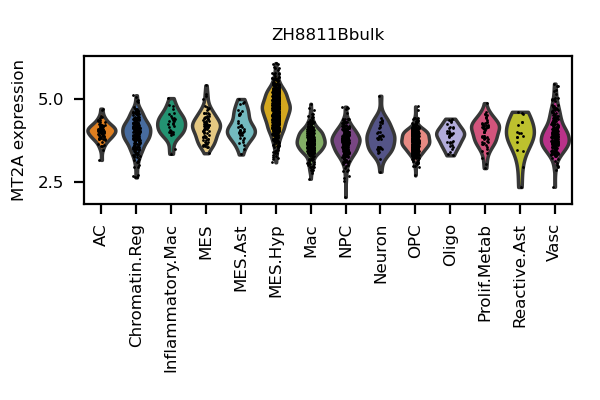 ZH8811Bbulk
MT2A expression
5.0
2.5
AC
Chromatin.Reg
Inflammatory.Mac
MES
MES.Ast
MES.Hyp
Mac
NPC
Neuron
OPC
Oligo
Prolif.Metab
Reactive.Ast
Vasc